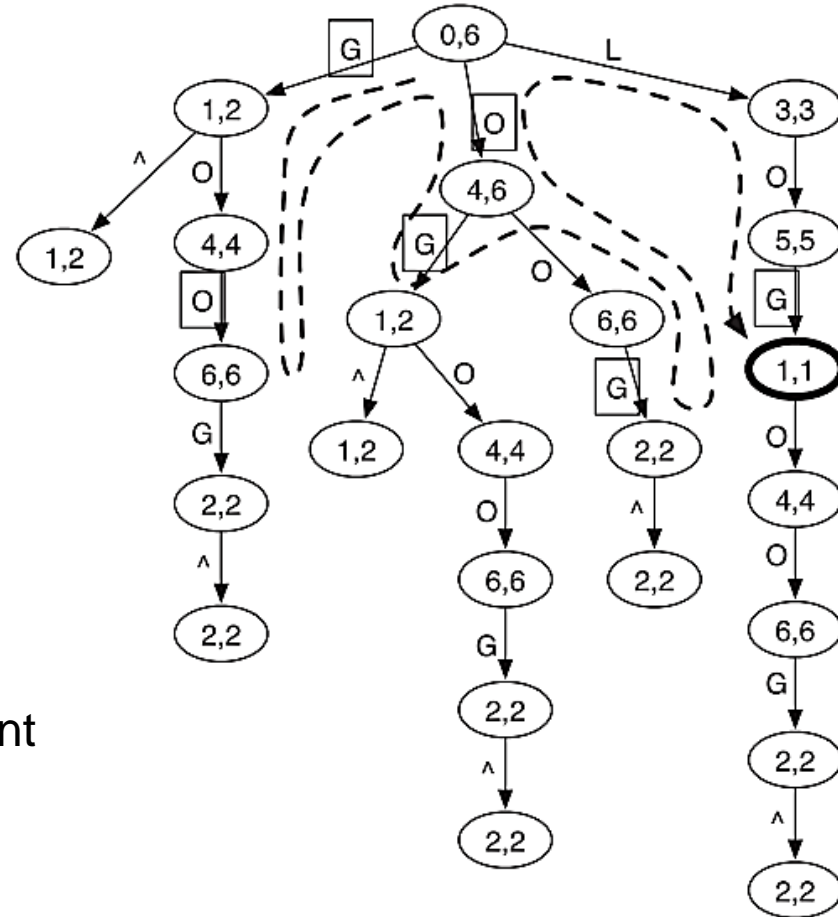 0,6
G L
1,2 3,3
O
^ O O
4,6
1,2 4,4 G 5,5
O
O G
1,2 6,6
6,6 1,1
^ O G
G O
1,2 4,4 2,2
2,2 4,4
O ^
^ O
6,6 2,2
2,2 6,6
G
G
2,2
nt
2,2
^
^
2,2
2,2